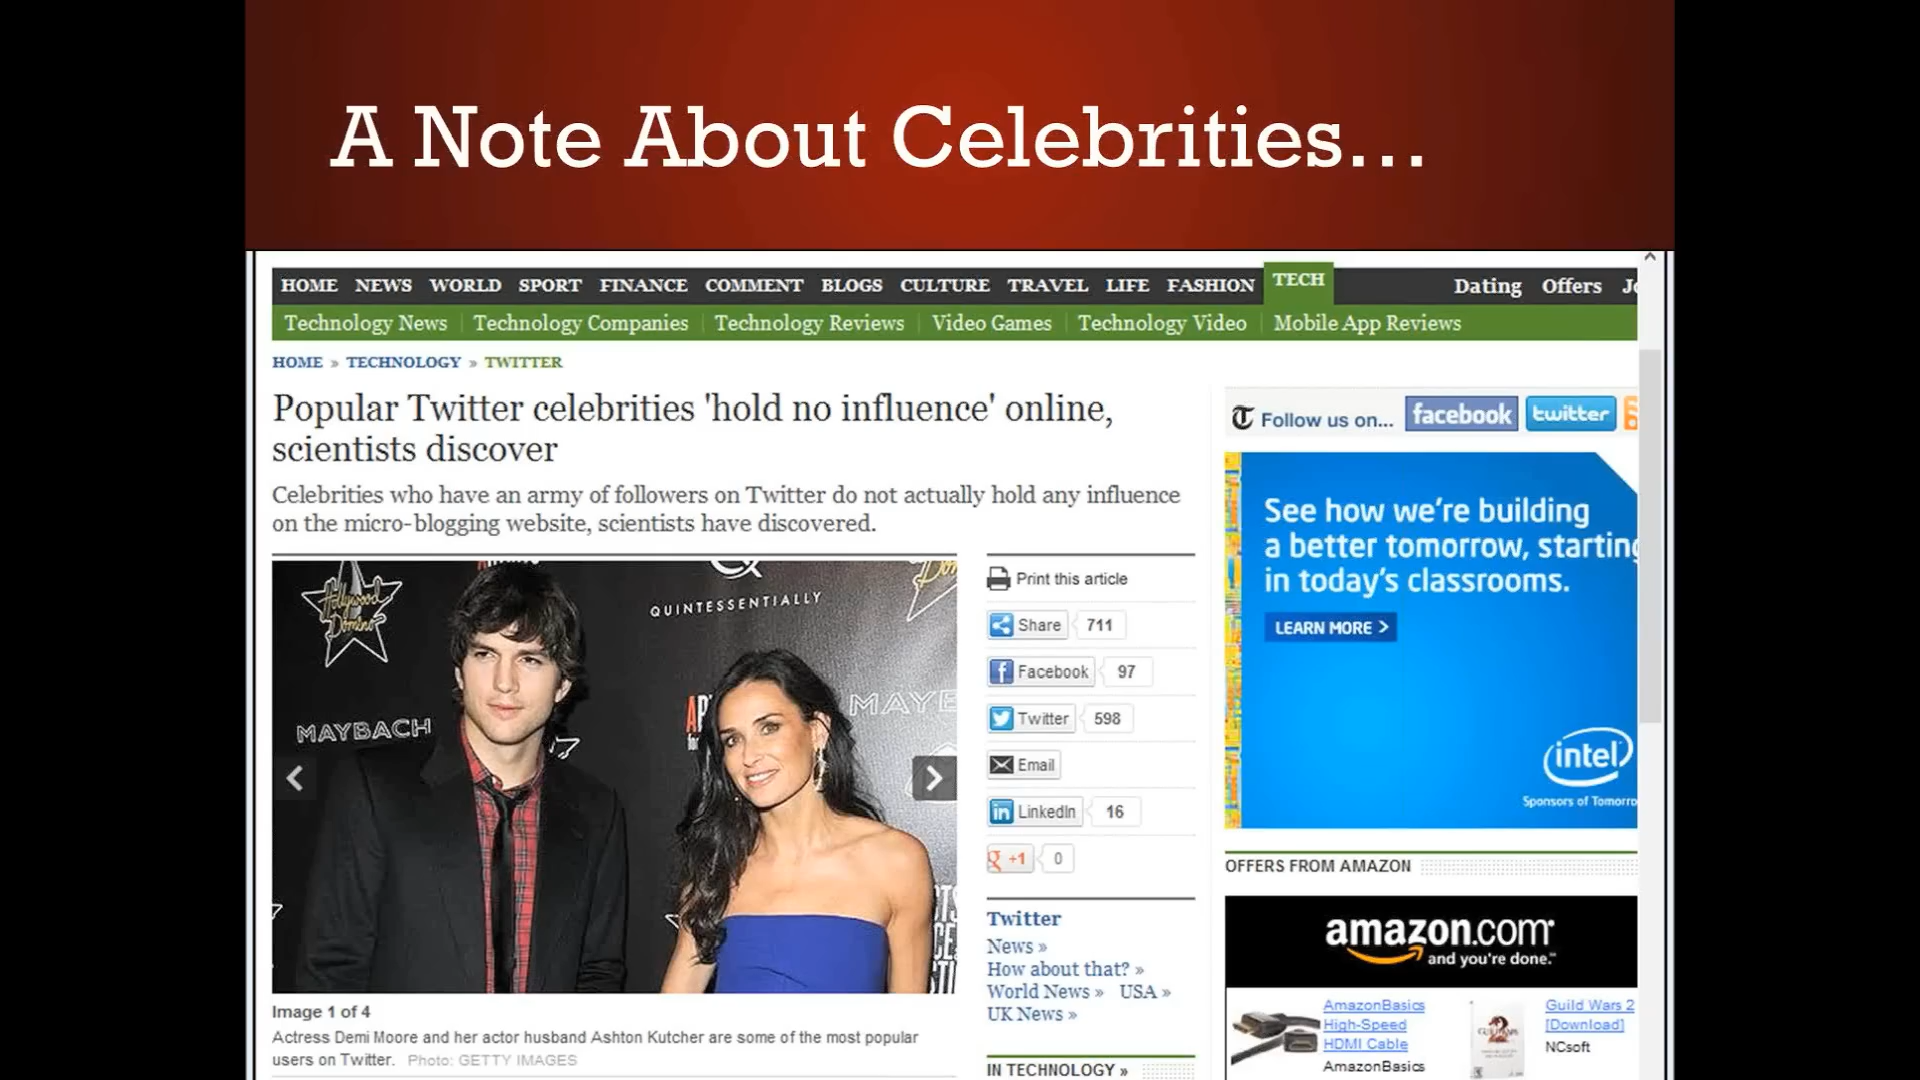 A Note About Celebrities...
HOME NEWS WORLD SPORT FINANCE COMMENT BLOGS CULTURE TRAVEL LIFE FASHION TECH Dating Offers
Technology News Technology Companies Technology Reviews Video Games Technology Video Mobile App Reviews
HOME » TECHNOLOGY » TWITTER
Popular Twitter celebrities 'hold no influence' online,
scientists discover
Celebrities who have an army of followers on Twitter do not actually hold any influence
on the micro-blogging website, scientists have discovered.
Hollywood
Domino
QUINTESSENTIALLY
MAYBACH
Image 1 of 4
Actress Demi Moore and her actor husband Ashton Kutcher are some of the most popular
users on Twitter. Photo: GETTY IMAGES
Print this article
Share 711
Facebook 97
Twitter 598
Email
LinkedIn 16
+1 0
Twitter
News »
How about that? »
World News » USA »
UK News »
IN TECHNOLOGY »
Follow us on... facebook twitter
See how we're building
a better tomorrow, starting
in today's classrooms.
LEARN MORE >
intel
Sponsors of Tomorro
OFFERS FROM AMAZON
amazon.com
and you're done.™
AmazonBasics
High-Speed
HDMI Cable
AmazonBasics
Guild Wars 2
[Download]
NCsoft